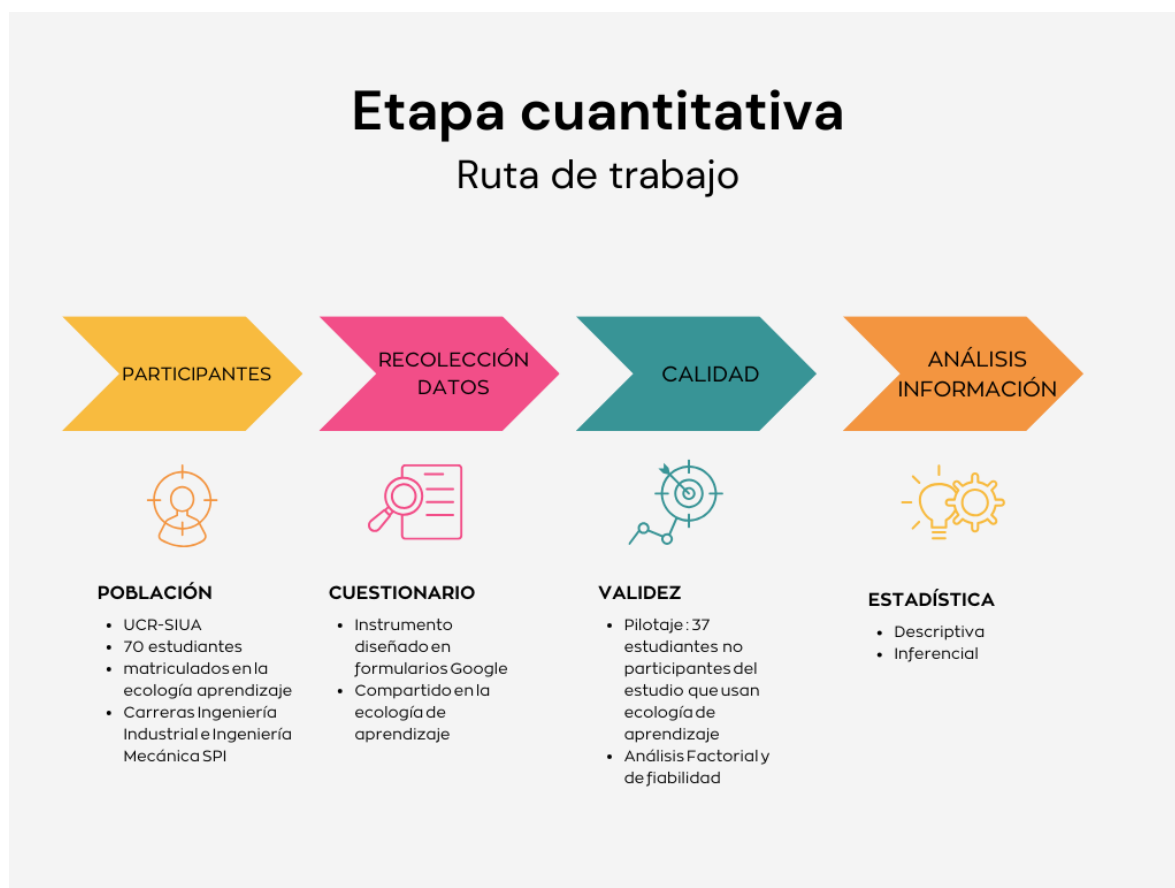 Etapa cuantitativa
Ruta de trabajo
PARTICIPANTES
RECOLECCIÓN
DATOS
CALIDAD
ANÁLISIS
INFORMACIÓN
POBLACIÓN
• UCR-SIUA
• 70 estudiantes
• matriculados en la
ecología aprendizaje
• Carreras Ingeniería
Industrial e Ingeniería
Mecánica SPI
CUESTIONARIO
• Instrumento
diseñado en
formularios Google
• Compartido en la
ecología de
aprendizaje
VALIDEZ
• Pilotaje: 37
estudiantes no
participantes del
estudio que usan
ecología de
aprendizaje
• Análisis Factorial y
de fiabilidad
ESTADÍSTICA
• Descriptiva
• Inferencial